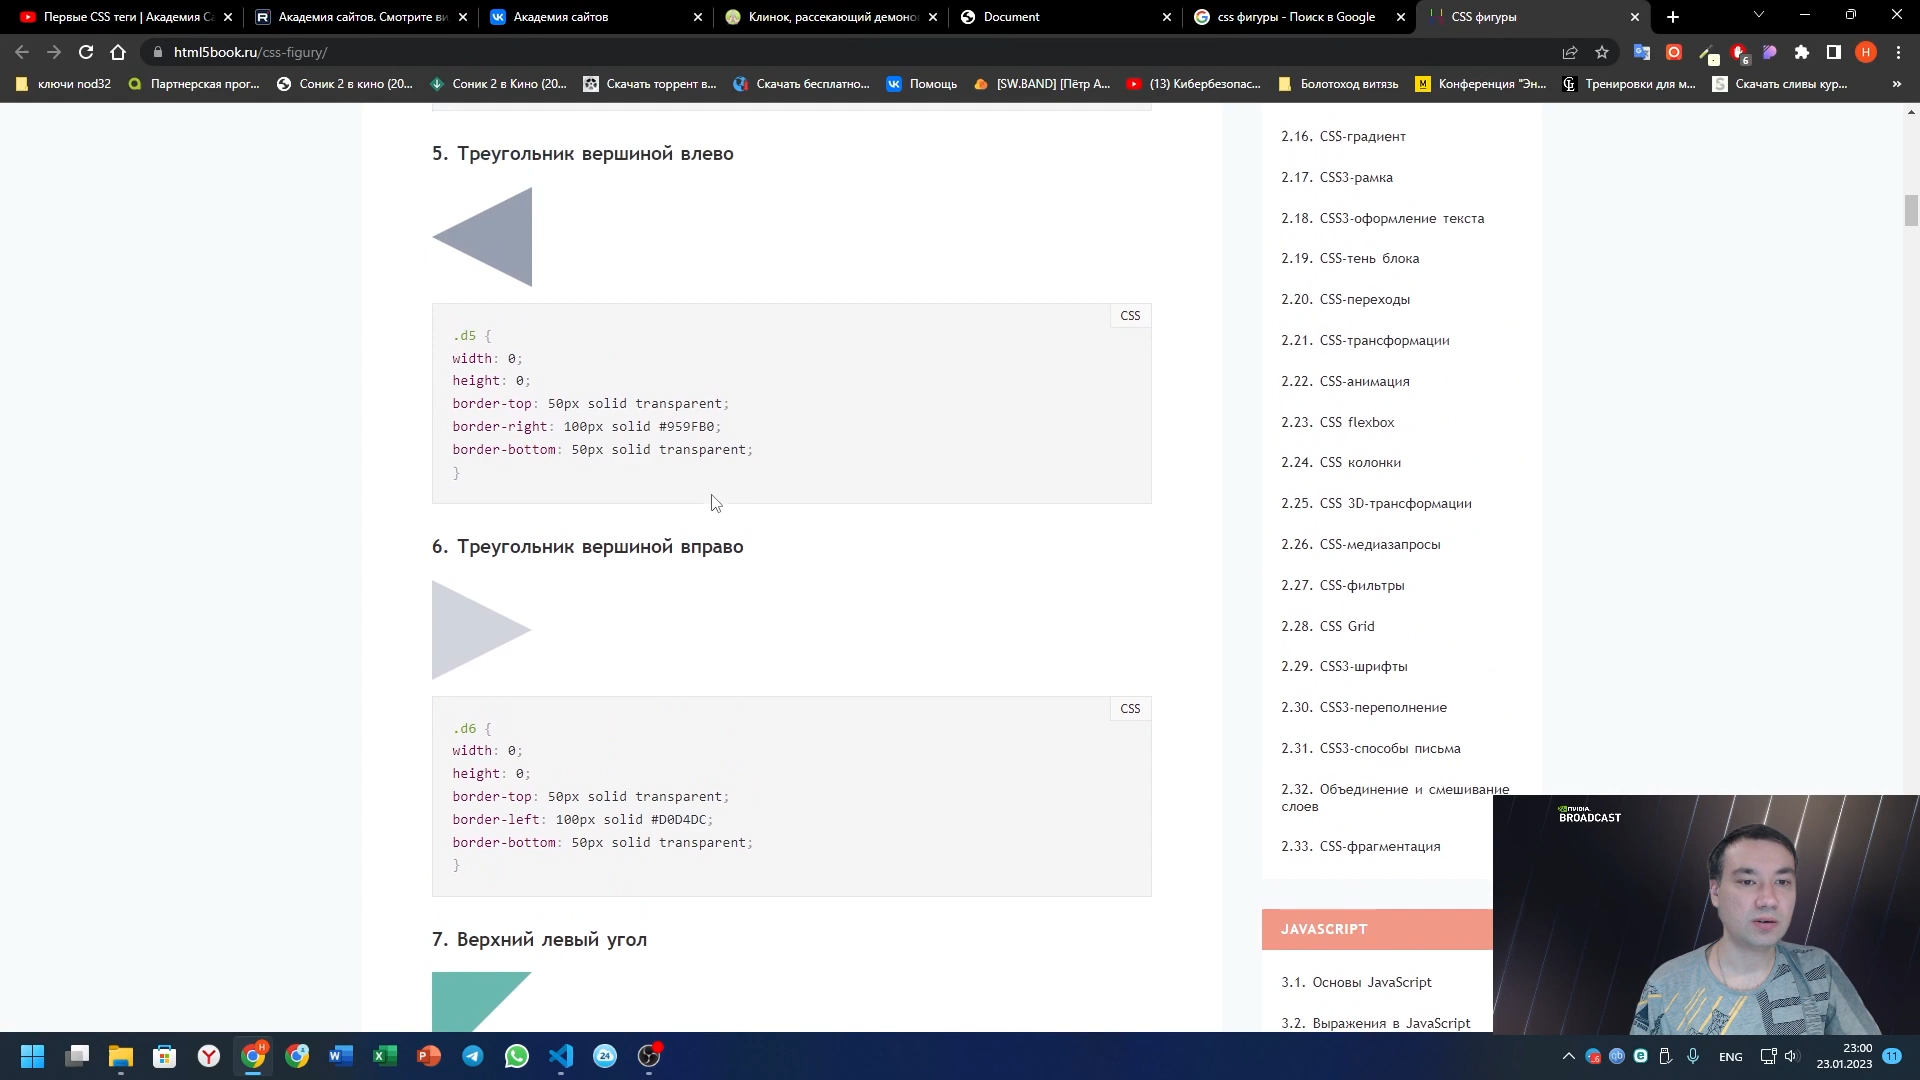 Первые CSS теги | Академия Са
Академия сайтов. Смотрите ви
Академия сайтов
Клинок, рассекающий демоно
Document
css фигуры - Поиск в Google
CSS фигуры
html5book.ru/css-figury/
6
H
ключи nod32
Партнерская прог...
Соник 2 в кино (20...
Соник 2 в Кино (20...
Скачать торрент в...
Скачать бесплатно...
Помощь
[SW.BAND] [Пётр А...
(13) Кибербезопас...
Болотоход витязь
Конференция "Эн...
Тренировки для м...
Скачать сливы кур...
»
5. Треугольник вершиной влево
CSS
.d5 {
width: 0;
height: 0;
border-top: 50px solid transparent;
border-right: 100px solid #959FB0;
border-bottom: 50px solid transparent;
}
6. Треугольник вершиной вправо
CSS
.d6 {
width: 0;
height: 0;
border-top: 50px solid transparent;
border-left: 100px solid #D0D4DC;
border-bottom: 50px solid transparent;
}
7. Верхний левый угол
2.16. CSS-градиент
2.17. CSS3-рамка
2.18. CSS3-оформление текста
2.19. CSS-тень блока
2.20. CSS-переходы
2.21. CSS-трансформации
2.22. CSS-анимация
2.23. CSS flexbox
2.24. CSS колонки
2.25. CSS 3D-трансформации
2.26. CSS-медиазапросы
2.27. CSS-фильтры
2.28. CSS Grid
2.29. CSS3-шрифты
2.30. CSS3-переполнение
2.31. CSS3-способы письма
2.32. Объединение и смешивание
слоев
2.33. CSS-фрагментация
JAVASCRIPT
3.1. Основы JavaScript
3.2. Выражения в JavaScript
NVIDIA.
BROADCAST
24
ENG
23:00
23.01.2023
11